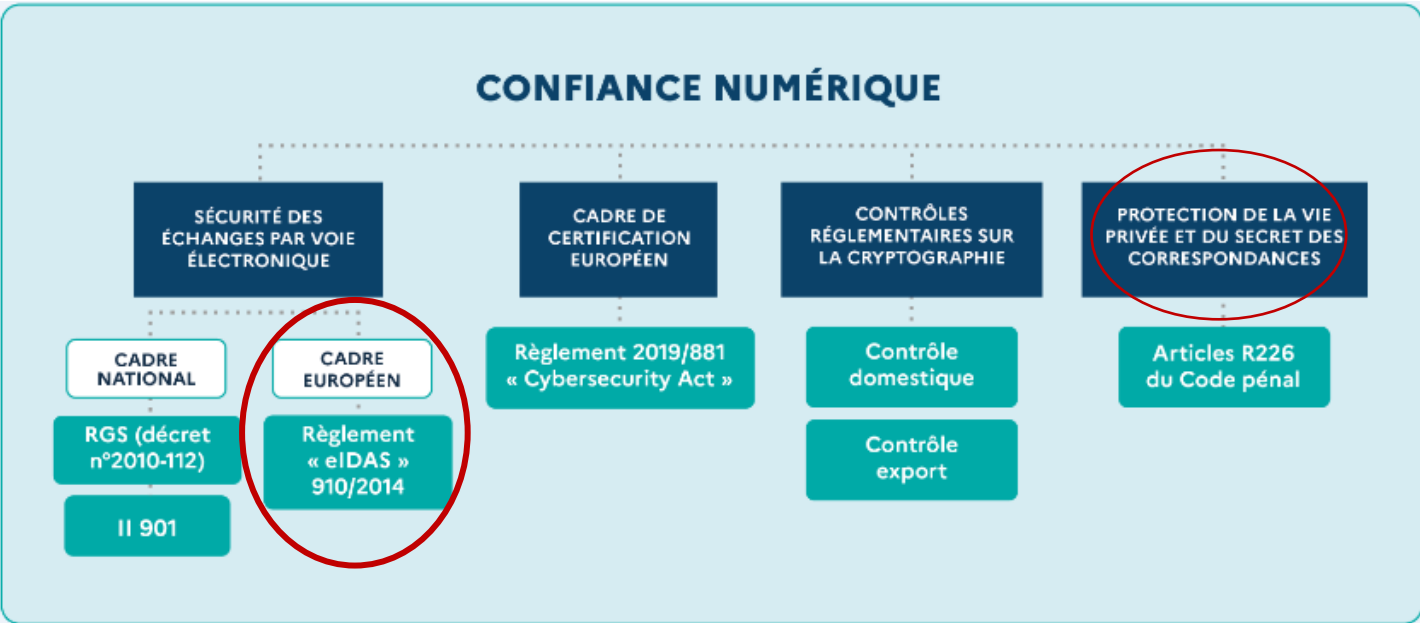 CONFIANCE NUMÉRIQUE
SÉCURITÉ DES
ÉCHANGES PAR VOIE
ÉLECTRONIQUE
CADRE DE
CERTIFICATION
EUROPÉEN
CONTRÔLES
RÉGLEMENTAIRES SUR
LA CRYPTOGRAPHIE
PROTECTION DE LA VIE
PRIVÉE ET DU SECRET DES
CORRESPONDANCES
CADRE
NATIONAL
CADRE
EUROPÉEN
Règlement 2019/881
« Cybersecurity Act »
Contrôle
domestique
Articles R226
du Code pénal
RGS (décret
n°2010-112)
Règlement
« eIDAS »
910/2014
Contrôle
export
II 901